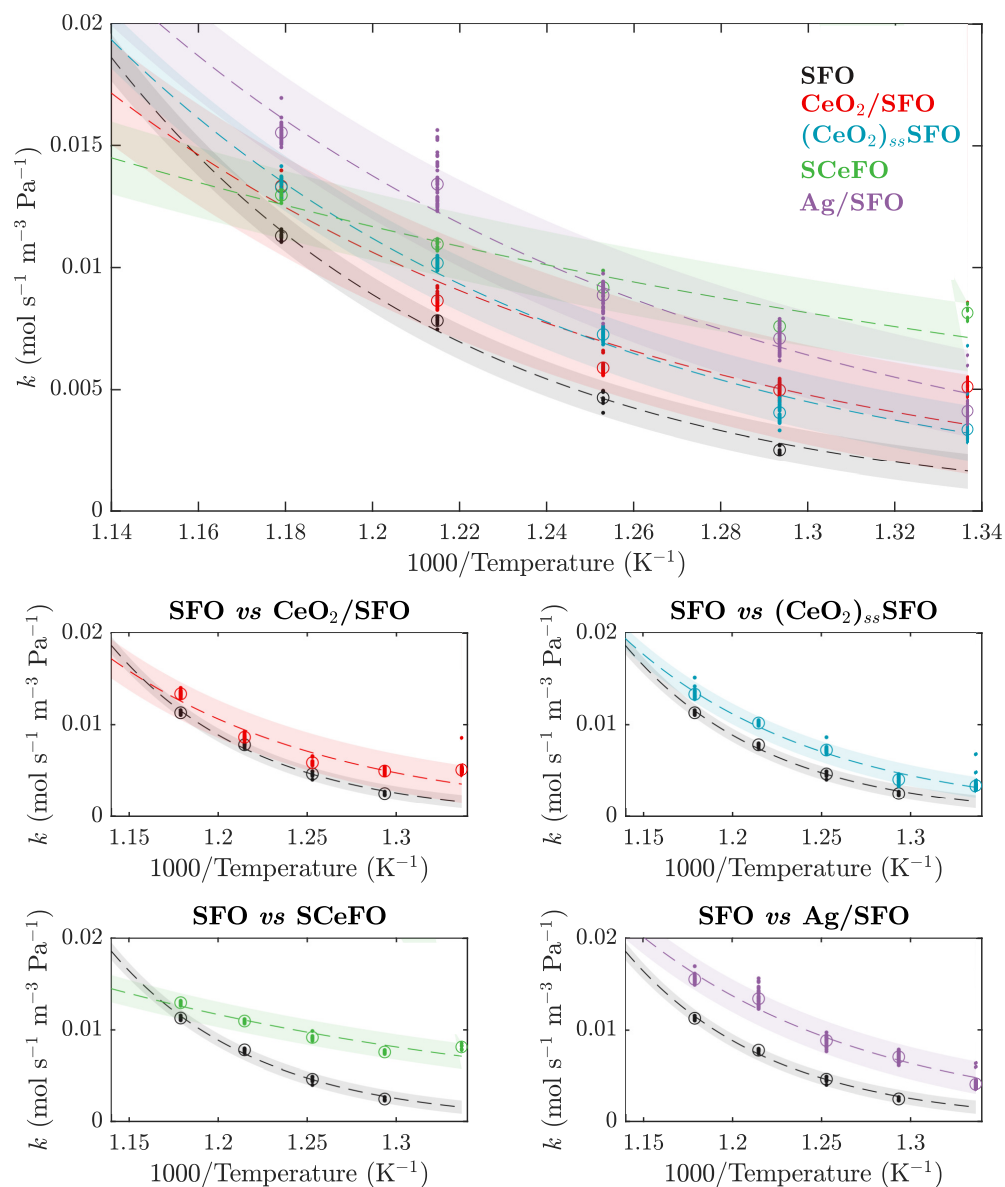 0.02
0.015
0.01
0.005
0
k (mol s⁻¹ m⁻³ Pa⁻¹)
SFO
CeO₂/SFO
(CeO₂)ₛₛSFO
SCeFO
Ag/SFO
1.14 1.16 1.18 1.2 1.22 1.24 1.26 1.28 1.3 1.32 1.34
1000/Temperature (K⁻¹)
SFO vs CeO₂/SFO
0.02
0.01
0
k (mol s⁻¹ m⁻³ Pa⁻¹)
1.15 1.2 1.25 1.3
1000/Temperature (K⁻¹)
SFO vs (CeO₂)ₛₛSFO
0.02
0.01
0
k (mol s⁻¹ m⁻³ Pa⁻¹)
1.15 1.2 1.25 1.3
1000/Temperature (K⁻¹)
SFO vs SCeFO
0.02
0.01
0
k (mol s⁻¹ m⁻³ Pa⁻¹)
1.15 1.2 1.25 1.3
1000/Temperature (K⁻¹)
SFO vs Ag/SFO
0.02
0.01
0
k (mol s⁻¹ m⁻³ Pa⁻¹)
1.15 1.2 1.25 1.3
1000/Temperature (K⁻¹)